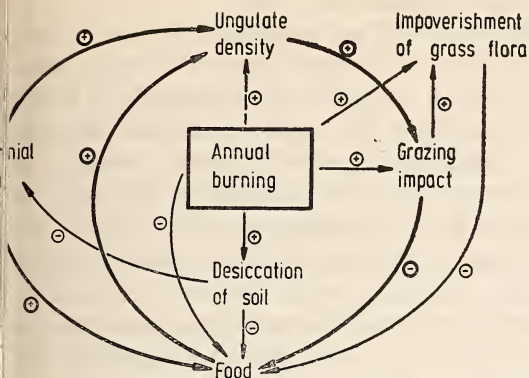 Ungulate
density
Impoverishment
of grass flora
⊕
⊕
⊕
⊕
⊕
⊕
nial
Annual
burning
⊕
Grazing
impact
⊖
⊖
⊕
⊖
⊖
Desiccation
of soil
⊕
⊖
Food